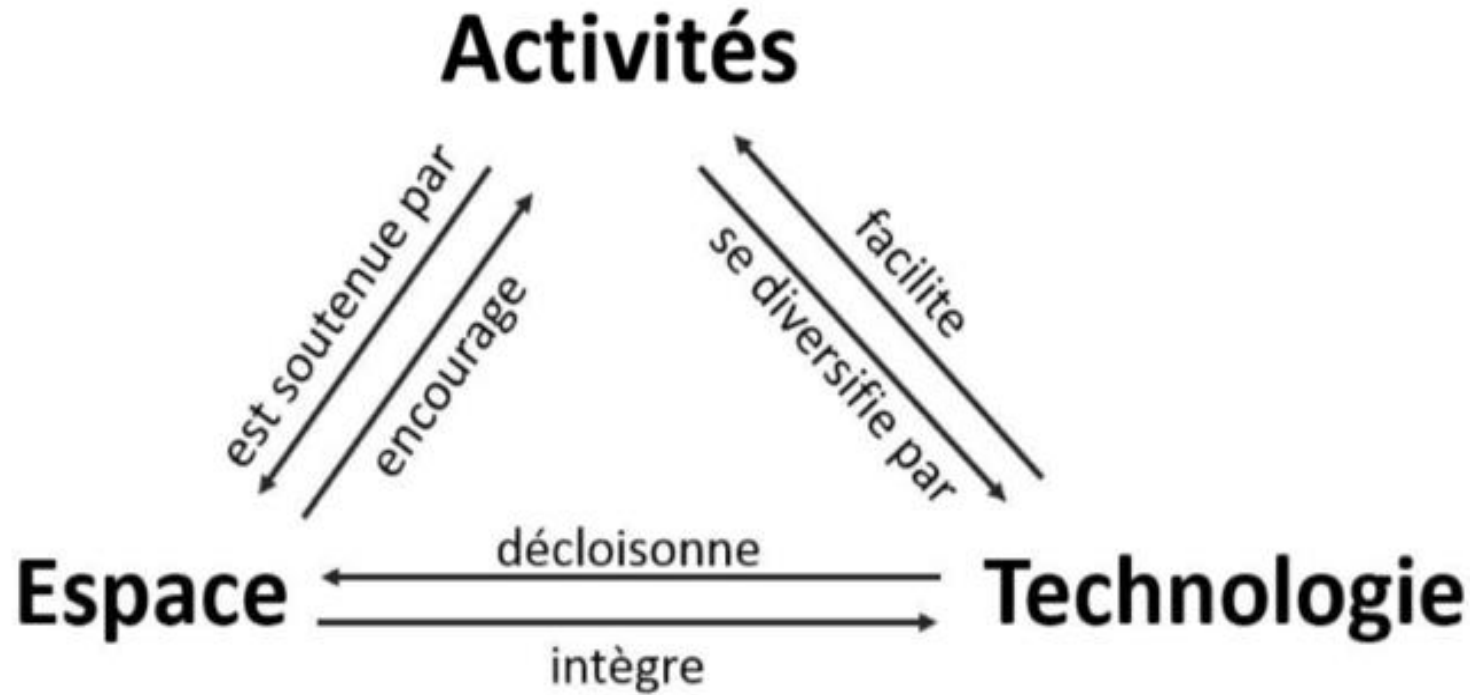 Activités
est soutenue par
encourage
se diversifie par
facilite
décloisonne
Espace
Technologie
intègre